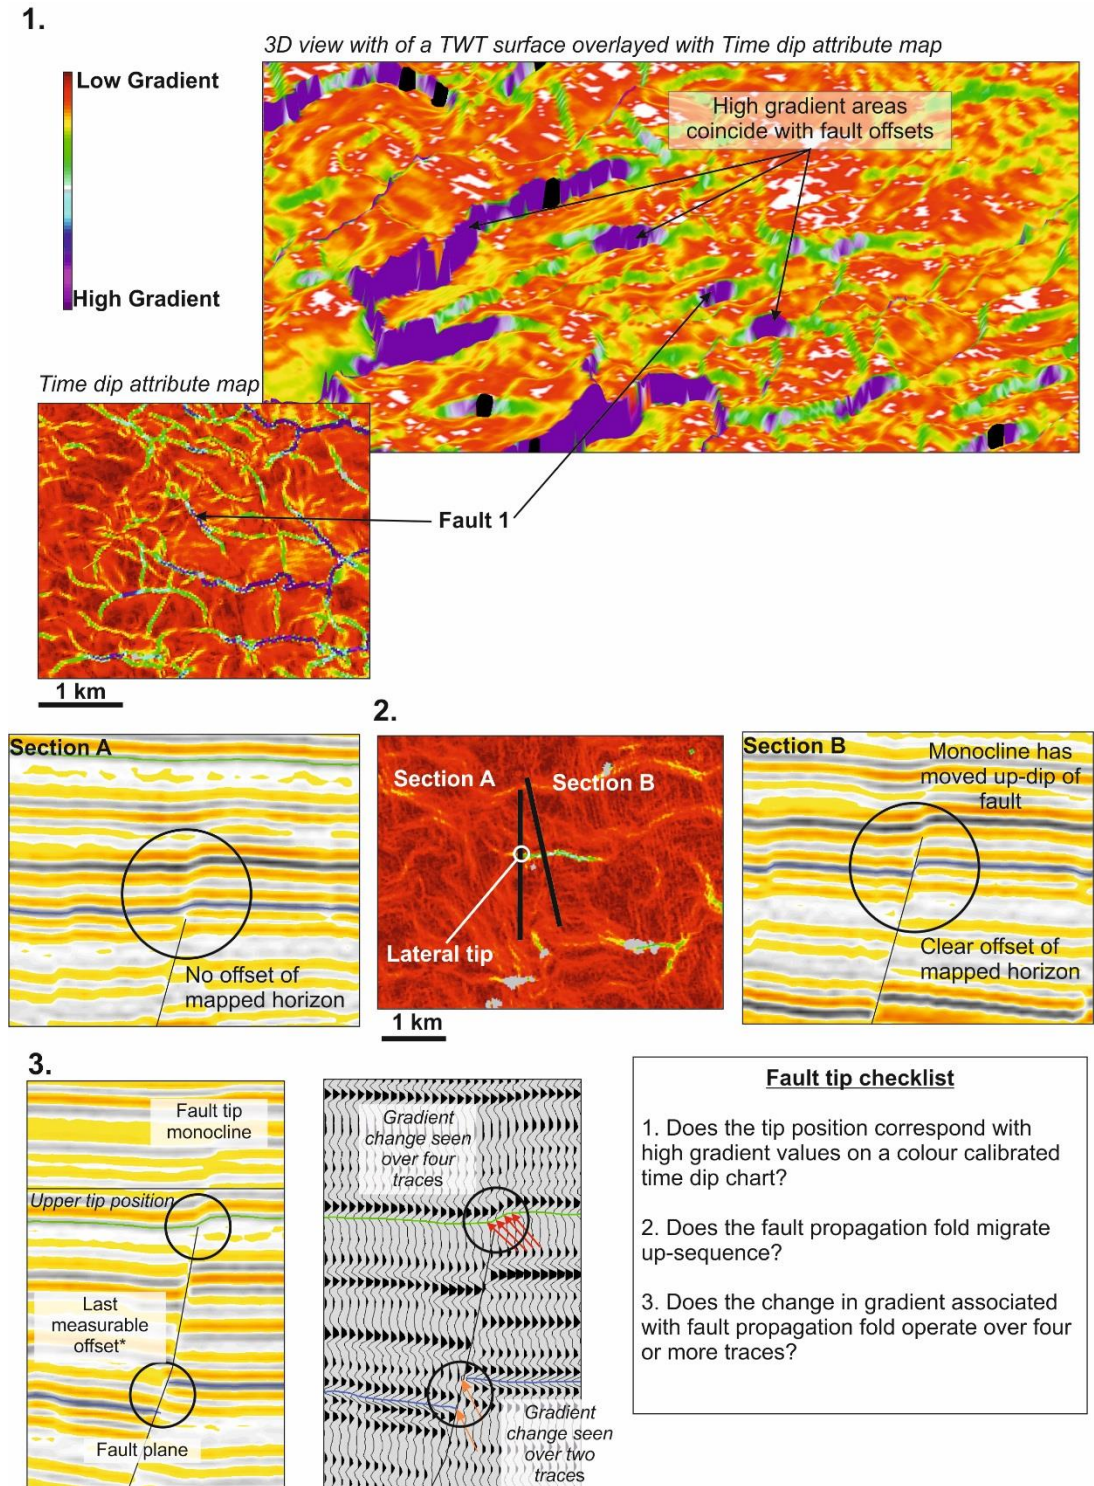 1.
3D view with of a TWT surface overlayed with Time dip attribute map
Low Gradient
High Gradient
High gradient areas
coincide with fault offsets
Time dip attribute map
Fault 1
1 km
2.
Section A
No offset of
mapped horizon
Section A
Section B
Lateral tip
1 km
Section B
Monocline has
moved up-dip of
fault
Clear offset of
mapped horizon
3.
Fault tip
monocline
Upper tip position
Last
measurable
offset*
Fault plane
Gradient
change seen
over four
traces
Gradient
change seen
over two
traces
Fault tip checklist
1. Does the tip position correspond with
high gradient values on a colour calibrated
time dip chart?
2. Does the fault propagation fold migrate
up-sequence?
3. Does the change in gradient associated
with fault propagation fold operate over four
or more traces?